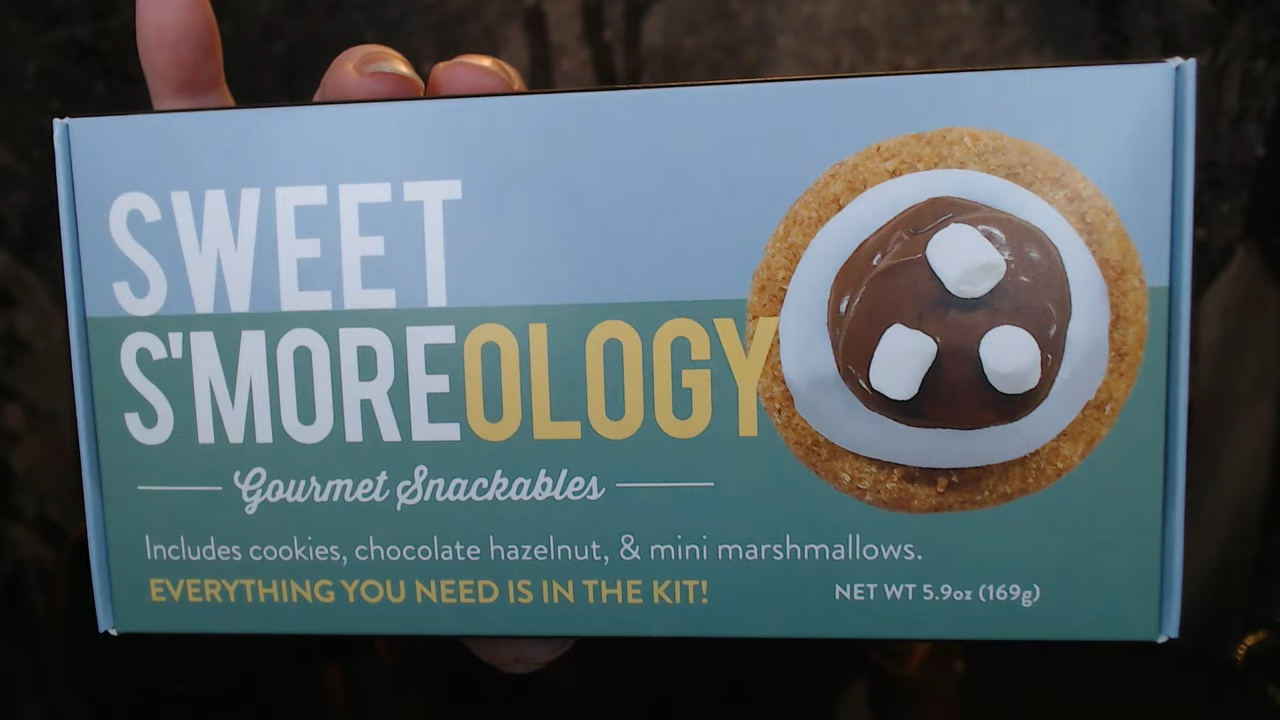 SWEET
S'MOREOLOGY
Gourmet Snackables
Includes cookies, chocolate hazelnut, & mini marshmallows.
EVERYTHING YOU NEED IS IN THE KIT!
NET WT 5.9oz (169g)